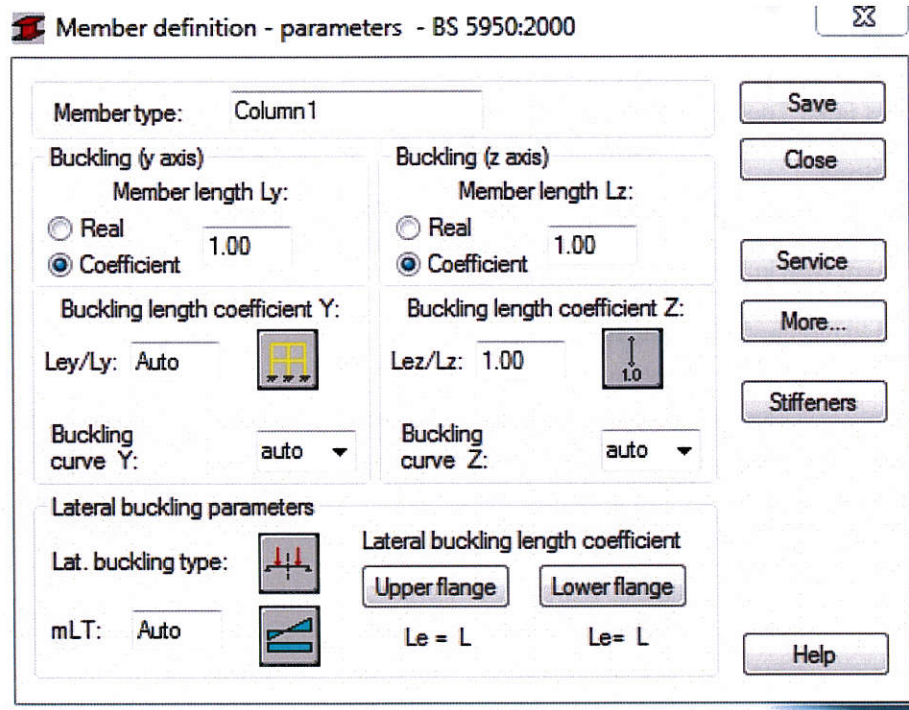 Member definition - parameters - BS 5950:2000
Member type: Column1
Save
Close
Buckling (y axis)
Member length Ly:
Real
Coefficient
1.00
Buckling (z axis)
Member length Lz:
Real
Coefficient
1.00
Service
More...
Stiffeners
Buckling length coefficient Y:
Ley/Ly: Auto
Buckling
curve Y:
auto
Buckling length coefficient Z:
Lez/Lz: 1.00
1.0
Buckling
curve Z:
auto
Lateral buckling parameters
Lat. buckling type:
mLT: Auto
Lateral buckling length coefficient
Upper flange Lower flange
Le = L Le= L
Help